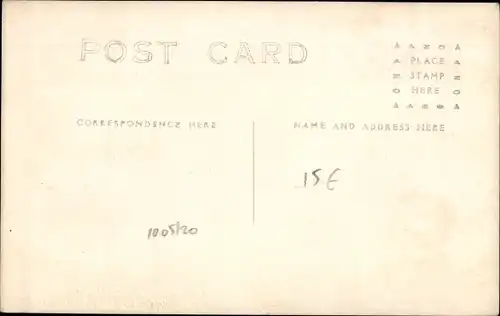 POST CARD
PLACE
STAMP
HERE
CORRESPONDENCE HERE
NAME AND ADDRESS HERE
15€
1005/20